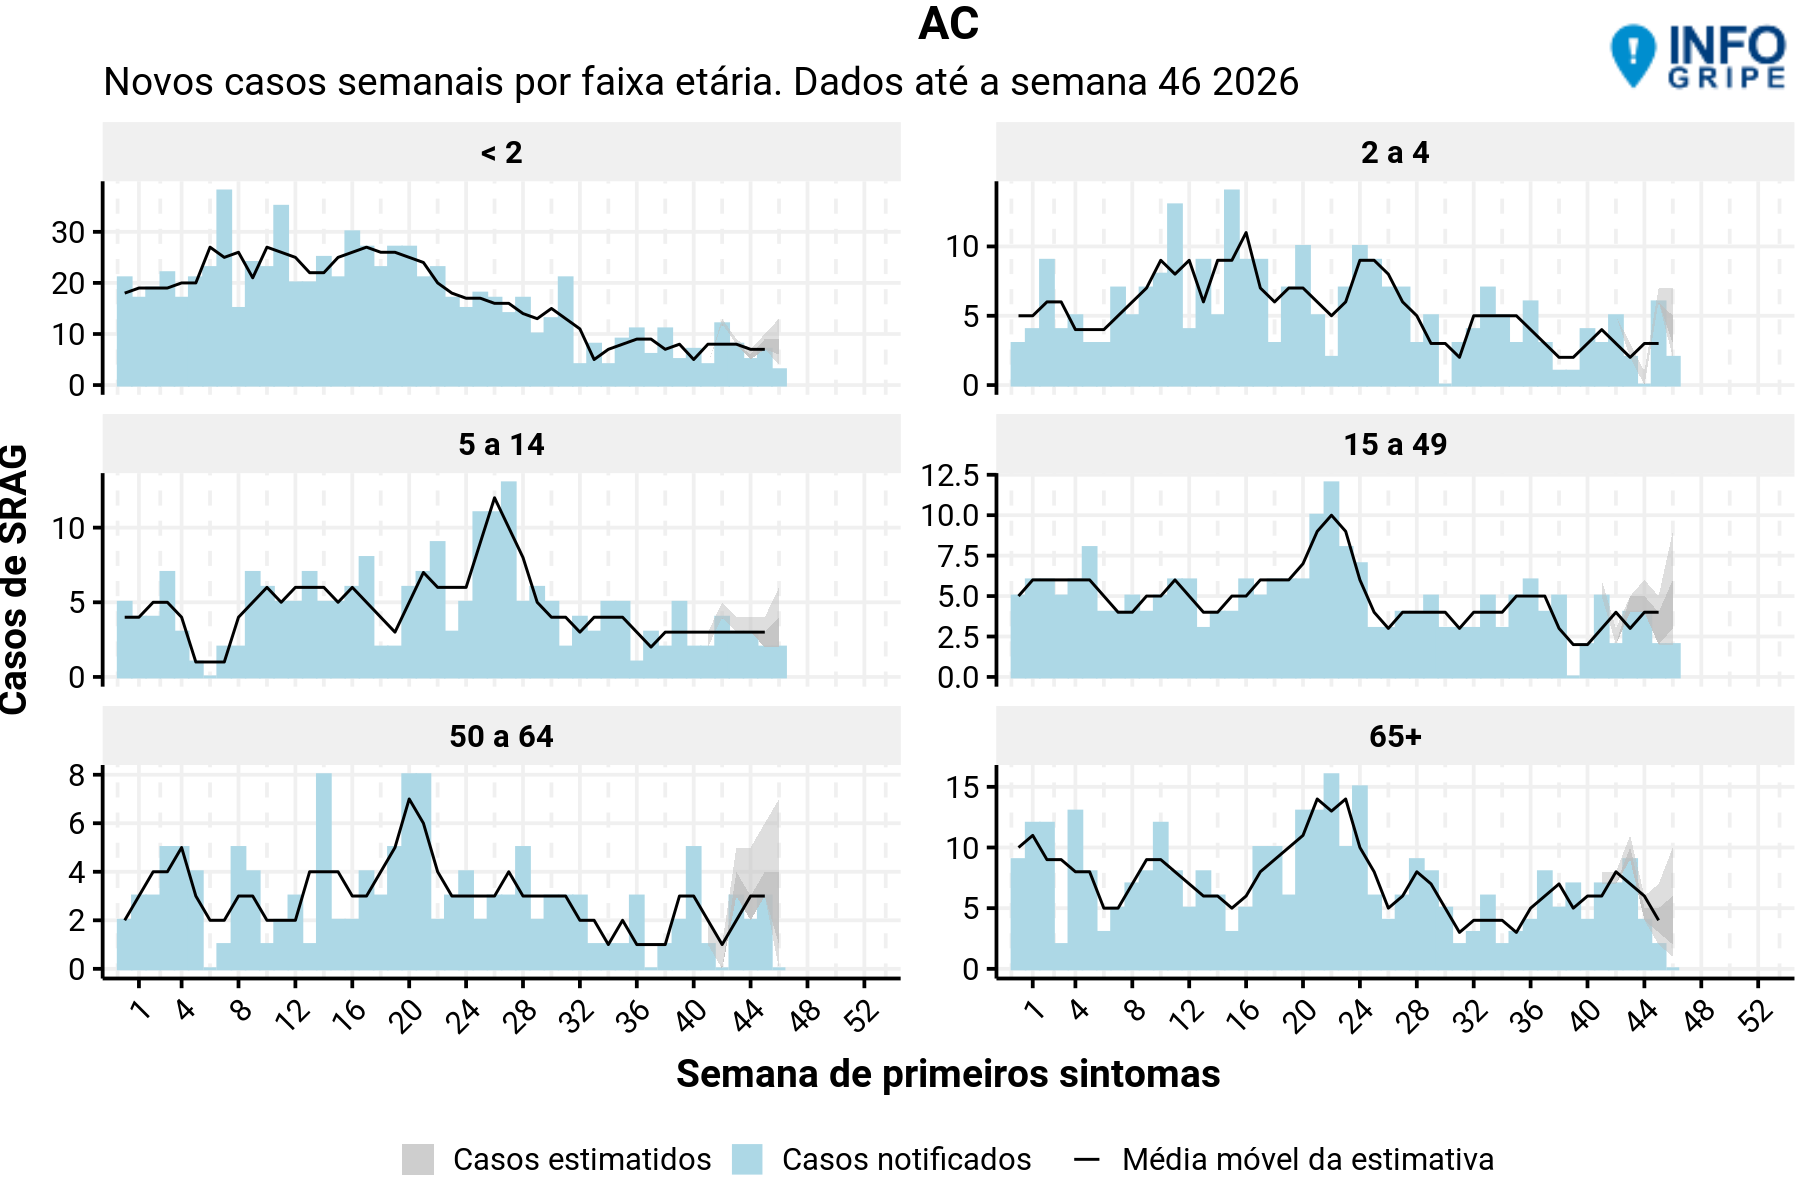 AC
INFO
GRIPE
Novos casos semanais por faixa etária. Dados até a semana 46 2026
< 2
2 a 4
30
20
10
0
10
5
0
5 a 14
15 a 49
10
5
0
12.5
10.0
7.5
5.0
2.5
0.0
Casos de SRAG
50 a 64
65+
8
6
4
2
0
15
10
5
0
1 4 8 12 16 20 24 28 32 36 40 44 48 52
1 4 8 12 16 20 24 28 32 36 40 44 48 52
Semana de primeiros sintomas
Casos estimatidos Casos notificados Média móvel da estimativa